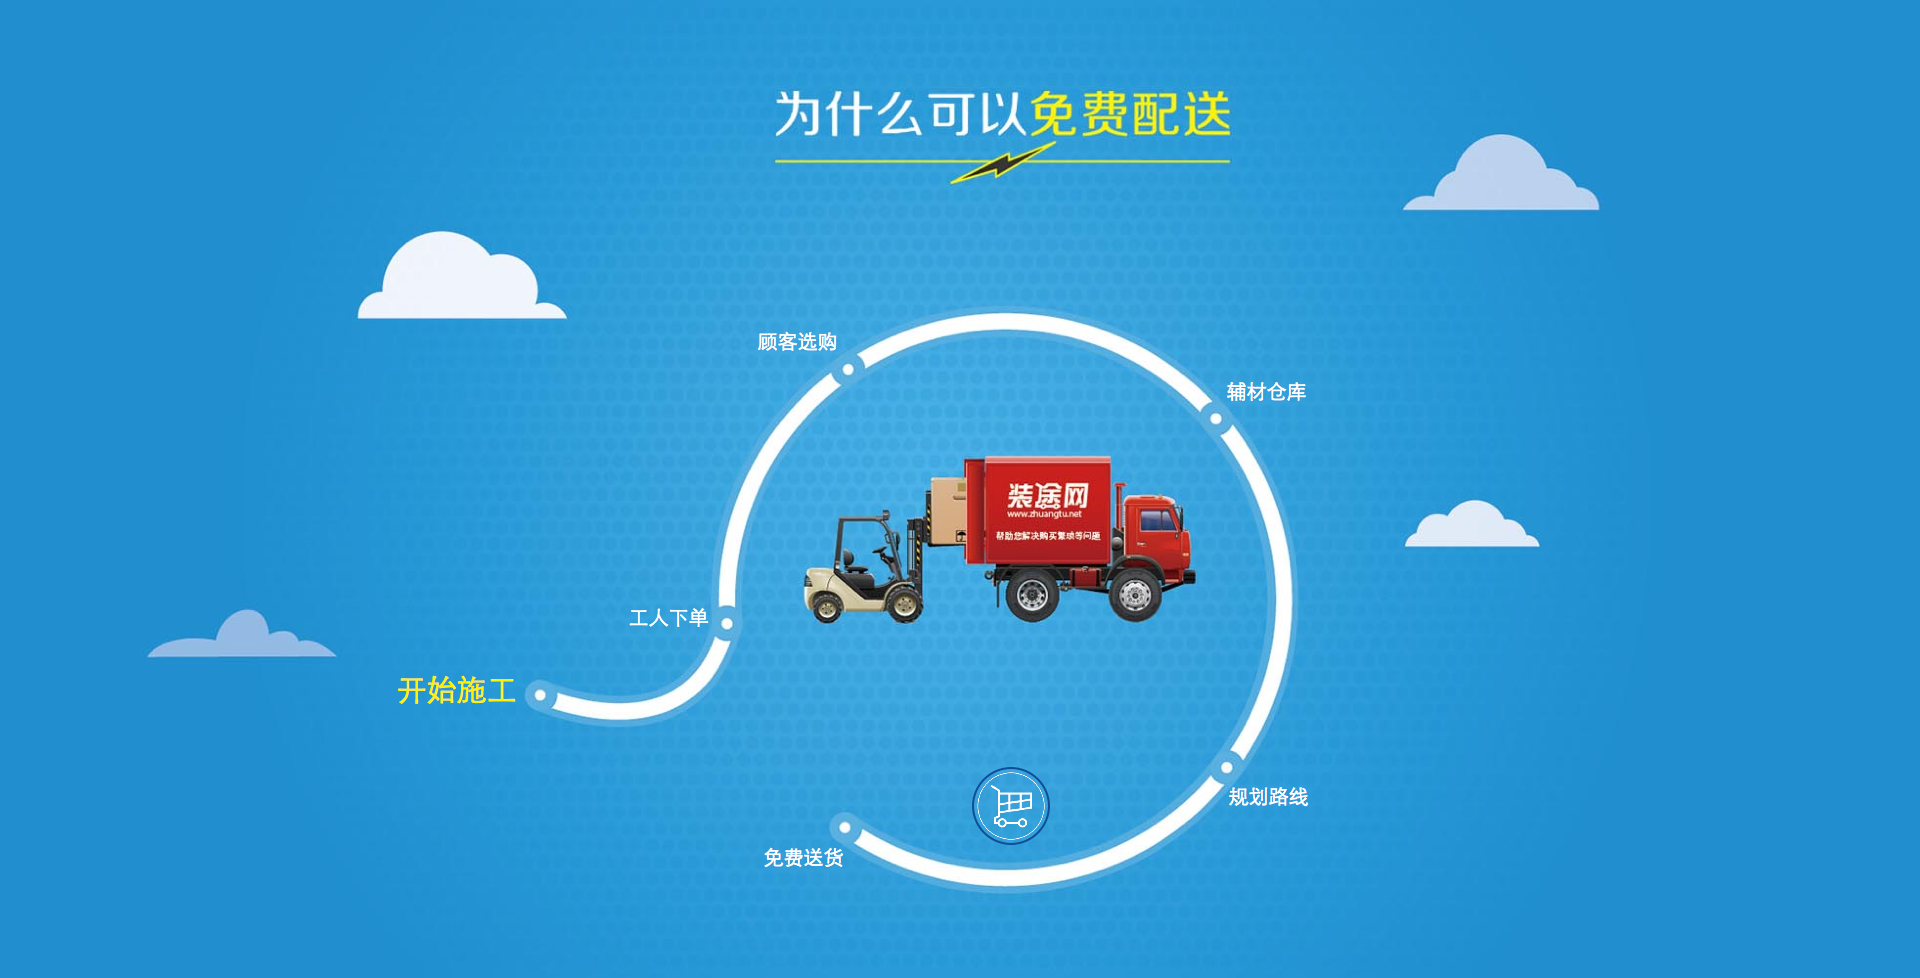 为什么可以免费配送
顾客选购
辅材仓库
装途网
www.zhuangtu.net
帮助您解决购买繁琐等问题
工人下单
开始施工
规划路线
免费送货